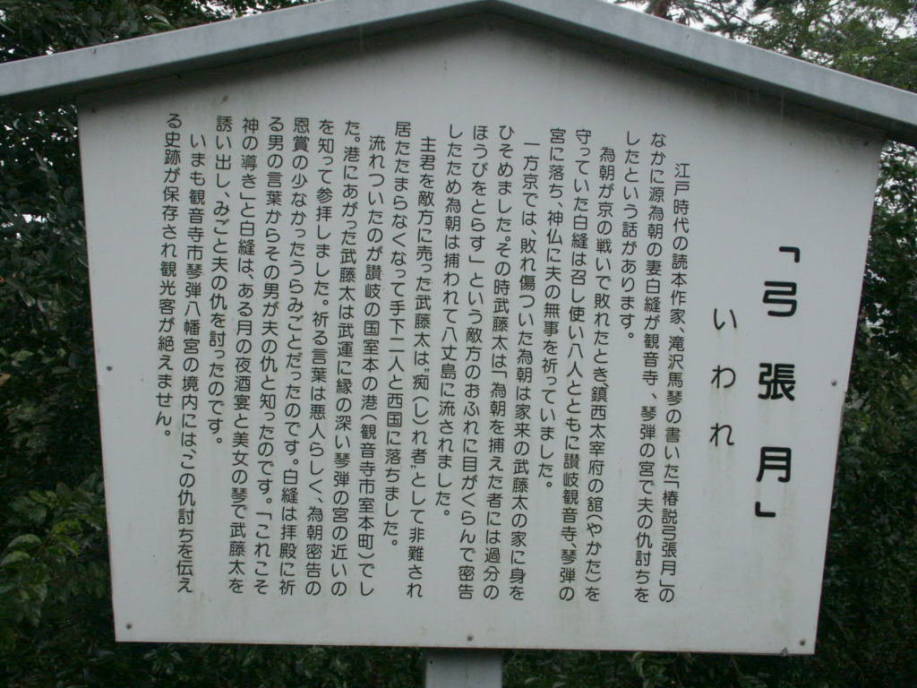 「弓張月」
いわれ
江戸時代の読本作家、滝沢馬琴の書いた「椿説弓張月」の
なかに源為朝の妻白縫が観音寺、琴弾の宮で夫の仇討ちを
したという話があります。
為朝が京の戦いで敗れたとき、鎮西太宰府の舘(やかた)を
守っていた白縫は召し使い八人とともに讃岐観音寺、琴弾の
宮に落ち、神仏に夫の無事を祈っていました。
一方京では、敗れ傷ついた為朝は家来の武藤太の家に身を
ひそめました。その時武藤太は「為朝を捕えた者には過分の
ほうびをとらす」という敵方のおふれに目がくらんで密告
したため為朝は捕われて八丈島に流されました。
主君を敵方に売った武藤太は〝痴(し)れ者〟として非難され
居たたまらなくなって手下二人と西国に落ちました。
流れついたのが讃岐の国室本の港(観音寺市室本町)でし
た。港にあがった武藤太は武運に縁の深い琴弾の宮の近いの
を知って参拝しました。祈る言葉は悪人らしく、為朝密告の
恩賞の少なかったうらみごとだったのです。白縫は拝殿に祈
る男の言葉からその男が夫の仇と知ったのです。「これこそ
神の導き」と白縫は、ある月の夜酒宴と美女の琴で武藤太を
誘い出し、みごと夫の仇を討ったのです。
いまも観音寺市琴弾八幡宮の境内には、この仇討ちを伝え
る史跡が保存され観光客が絶えません。